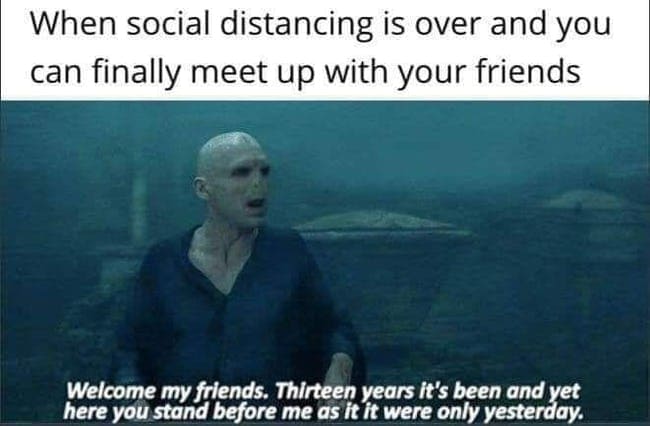 When social distancing is over and you
can finally meet up with your friends
Welcome my friends. Thirteen years it's been and yet
here you stand before me as it it were only yesterday.